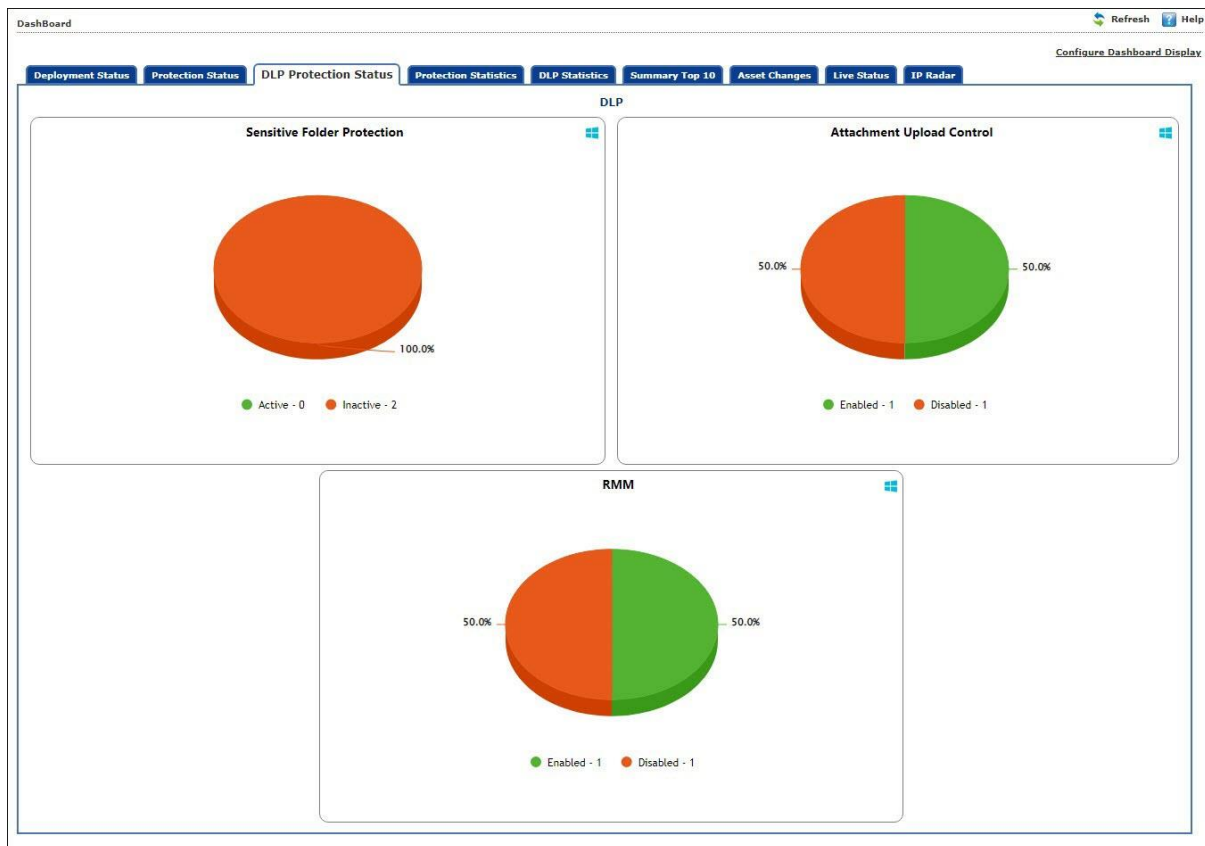 DashBoard
Refresh
Help
Configure Dashboard Display
Deployment Status
Protection Status
DLP Protection Status
Protection Statistics
DLP Statistics
Summary Top 10
Asset Changes
Live Status
IP Radar
DLP
Sensitive Folder Protection
100.0%
Active - 0
Inactive - 2
Attachment Upload Control
50.0%
50.0%
Enabled - 1
Disabled - 1
RMM
50.0%
50.0%
Enabled - 1
Disabled - 1